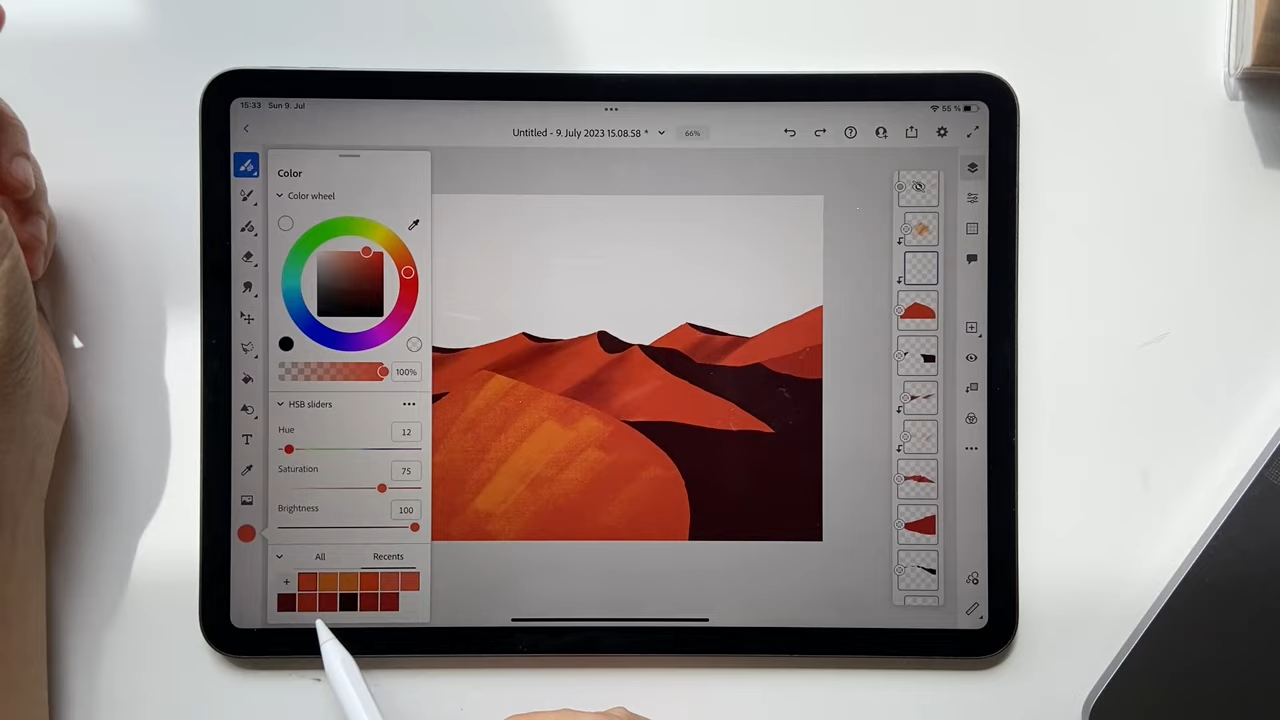 15:33 Sun 9. Jul
55 %
Untitled - 9. July 2023 15.08.58 *
66%
Color
Color wheel
100%
HSB sliders
Hue
12
Saturation
75
Brightness
100
All
Recents
T